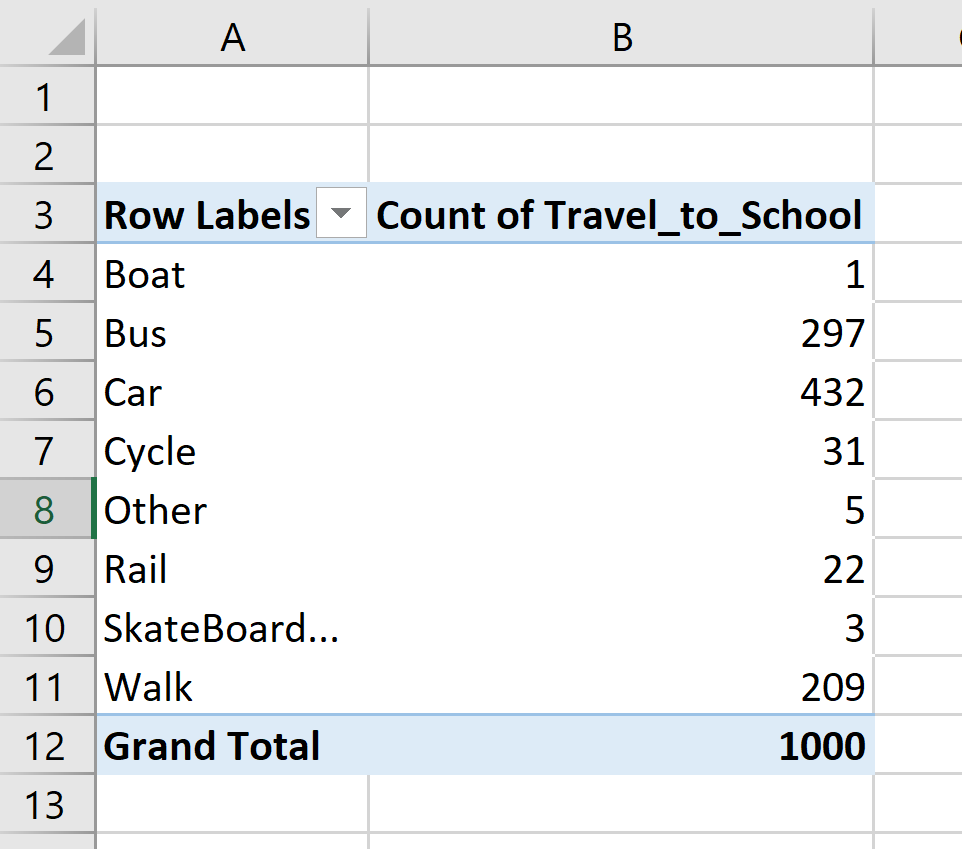 A B
1
2
3 Row Labels Count of Travel_to_School
4 Boat 1
5 Bus 297
6 Car 432
7 Cycle 31
8 Other 5
9 Rail 22
10 SkateBoard... 3
11 Walk 209
12 Grand Total 1000
13